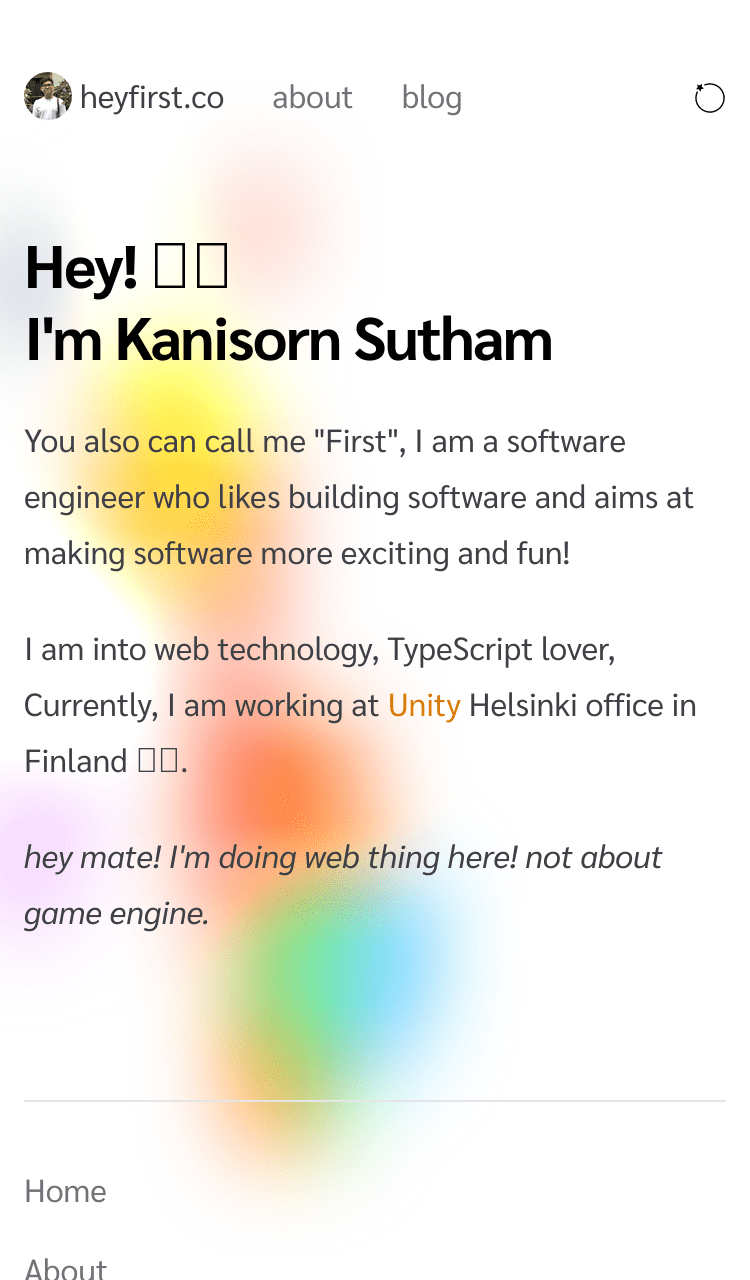 heyfirst.co about blog
Hey! 
I'm Kanisorn Sutham
You also can call me "First", I am a software
engineer who likes building software and aims at
making software more exciting and fun!
I am into web technology, TypeScript lover,
Currently, I am working at Unity Helsinki office in
Finland .
hey mate! I'm doing web thing here! not about
game engine.
Home
About